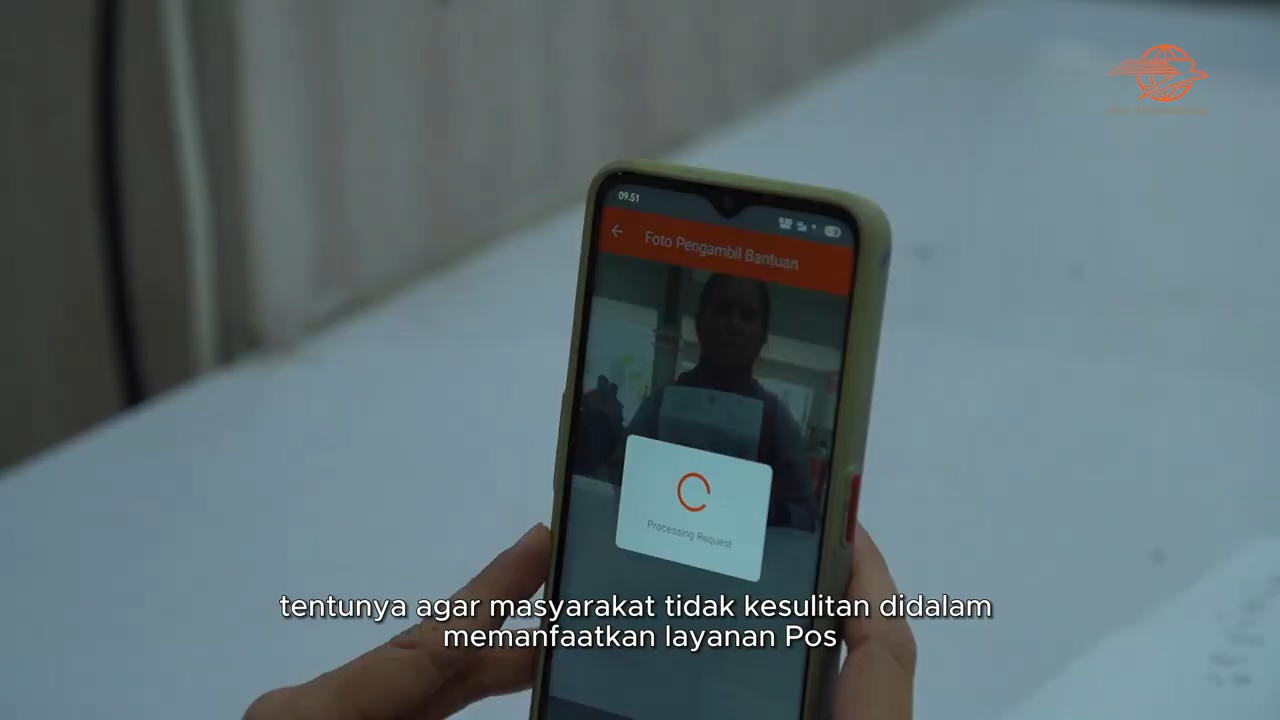 09.51
Foto Pengambil Bantuan
Processing Request
tentunya agar masyarakat tidak kesulitan didalam
memanfaatkan layanan Pos